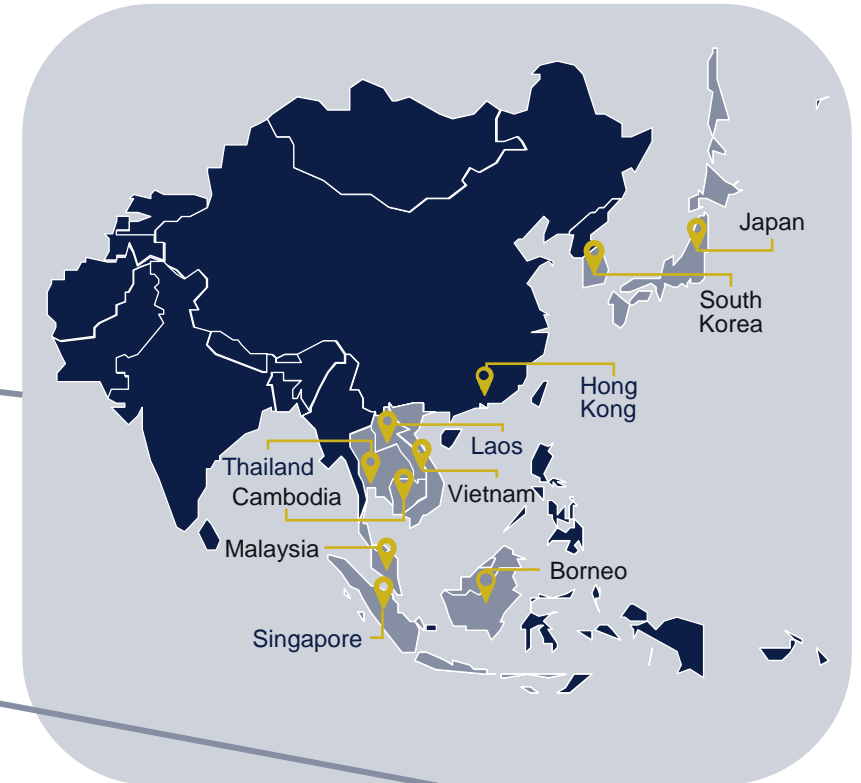 Japan
South
Korea
Hong
Kong
Laos
Thailand
Cambodia
Vietnam
Malaysia
Borneo
Singapore